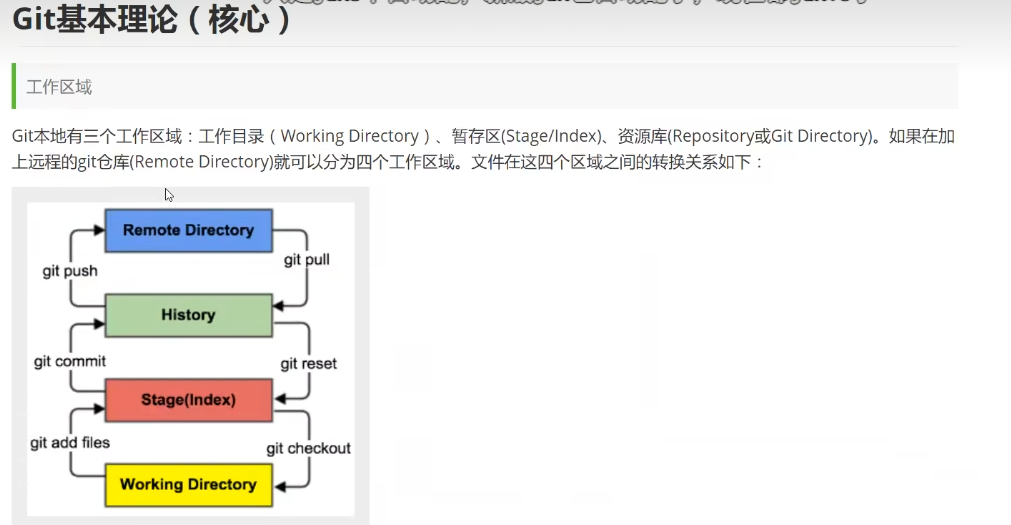 Git基本理论（核心）
工作区域
Git本地有三个工作区域：工作目录（Working Directory）、暂存区(Stage/Index)、资源库(Repository或Git Directory)。如果在加
上远程的git仓库(Remote Directory)就可以分为四个工作区域。文件在这四个区域之间的转换关系如下：
Remote Directory
git push
git pull
History
git commit
git reset
Stage(Index)
git add files
git checkout
Working Directory